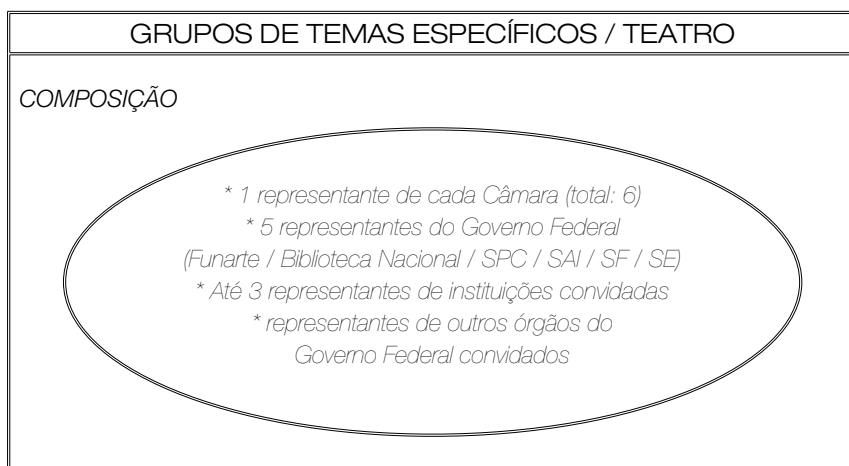 GRUPOS DE TEMAS ESPECÍFICOS / TEATRO
COMPOSIÇÃO
* 1 representante de cada Câmara (total: 6)
* 5 representantes do Governo Federal
(Funarte / Biblioteca Nacional / SPC / SAI / SF / SE)
* Até 3 representantes de instituições convidadas
* representantes de outros órgãos do
Governo Federal convidados